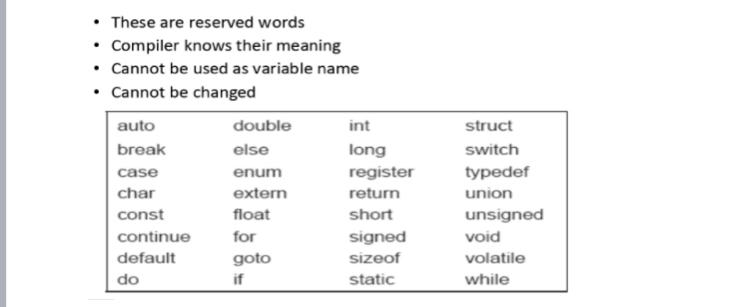 • These are reserved words
• Compiler knows their meaning
• Cannot be used as variable name
• Cannot be changed
auto double int struct
break else long switch
case enum register typedef
char extern return union
const float short unsigned
continue for signed void
default goto sizeof volatile
do if static while